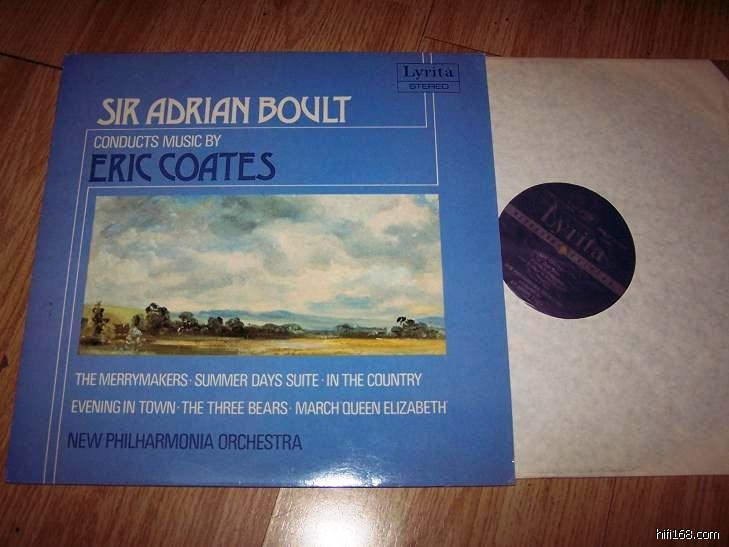 Lyrita
STEREO
SIR ADRIAN BOULT
CONDUCTS MUSIC BY
ERIC COATES
THE MERRYMAKERS · SUMMER DAYS SUITE · IN THE COUNTRY
EVENING IN TOWN · THE THREE BEARS · MARCH QUEEN ELIZABETH
NEW PHILHARMONIA ORCHESTRA
Lyrita
hifi168.com